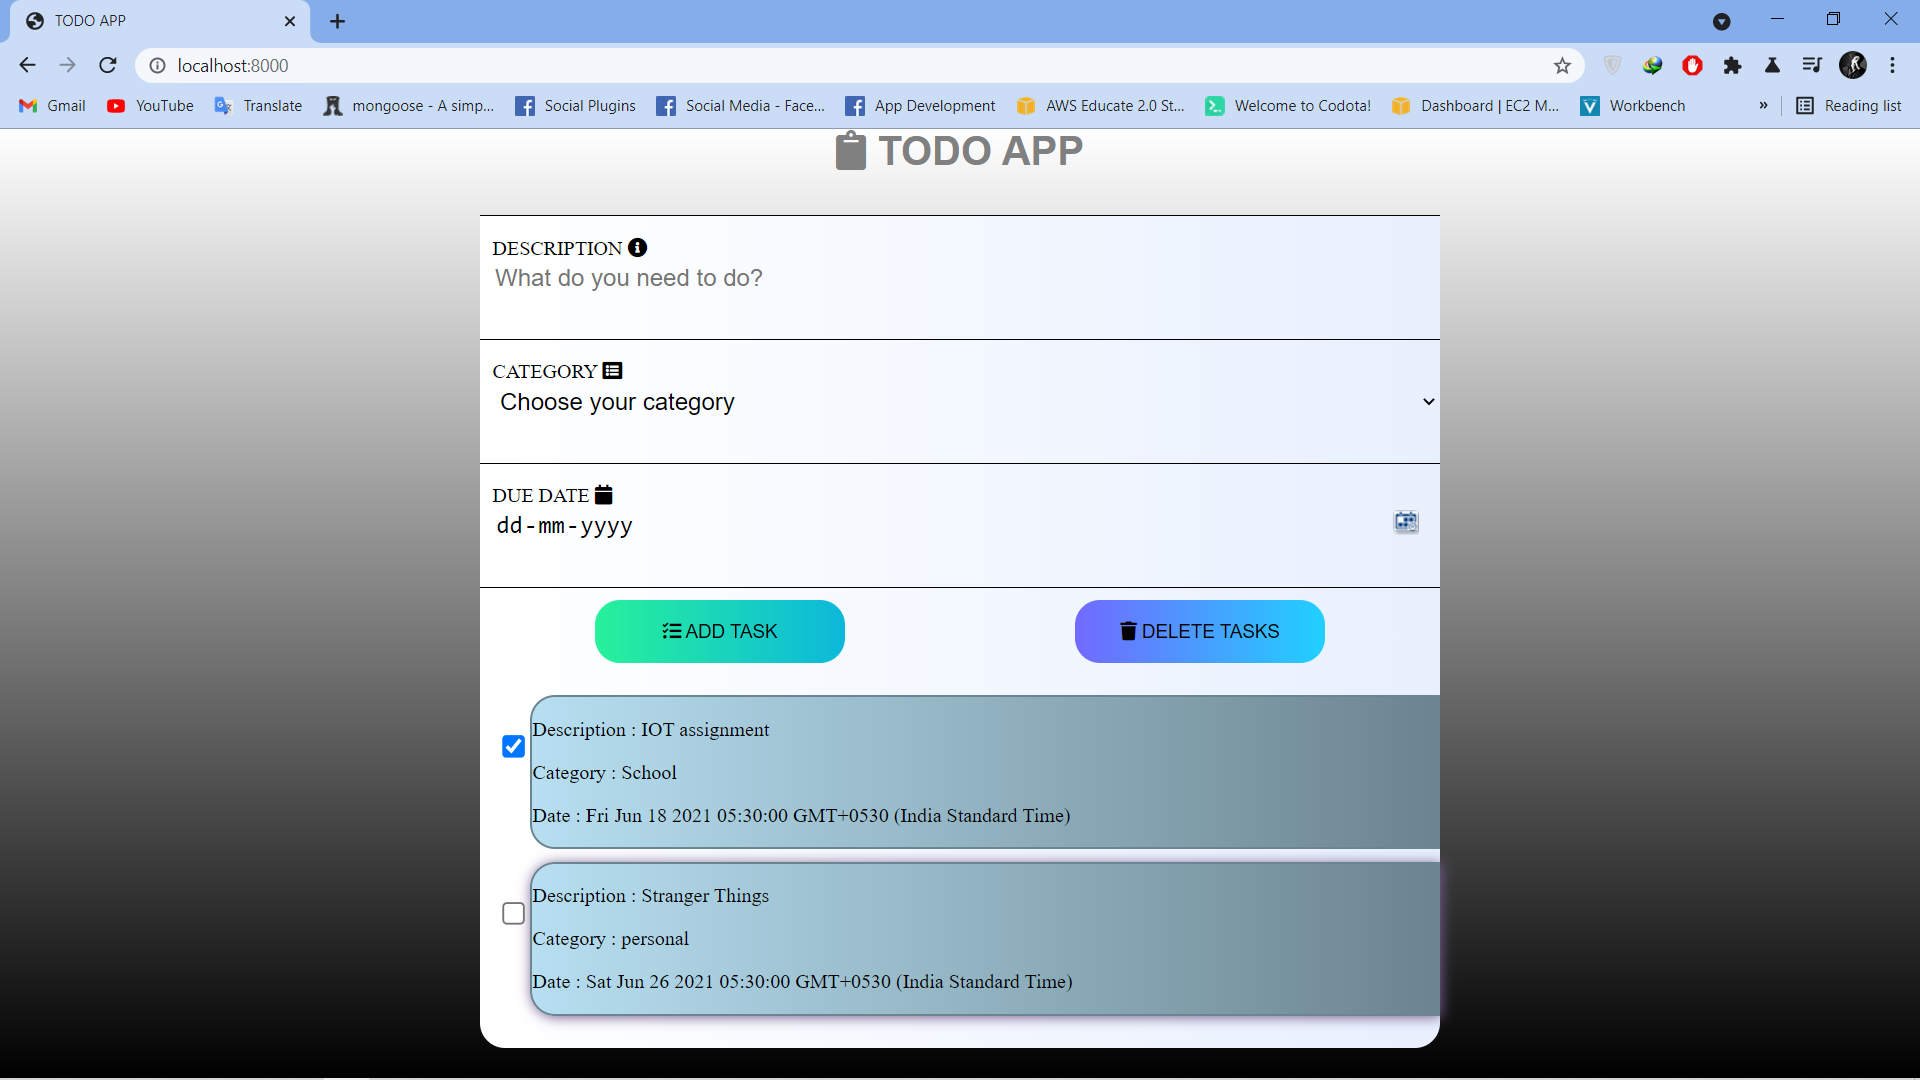 TODO APP
localhost:8000
Gmail YouTube Translate mongoose - A simp... Social Plugins Social Media - Face... App Development AWS Educate 2.0 St... Welcome to Codota! Dashboard | EC2 M... Workbench » Reading list
TODO APP
DESCRIPTION
What do you need to do?
CATEGORY
Choose your category
DUE DATE
dd-mm-yyyy
ADD TASK DELETE TASKS
Description : IOT assignment
Category : School
Date : Fri Jun 18 2021 05:30:00 GMT+0530 (India Standard Time)
Description : Stranger Things
Category : personal
Date : Sat Jun 26 2021 05:30:00 GMT+0530 (India Standard Time)